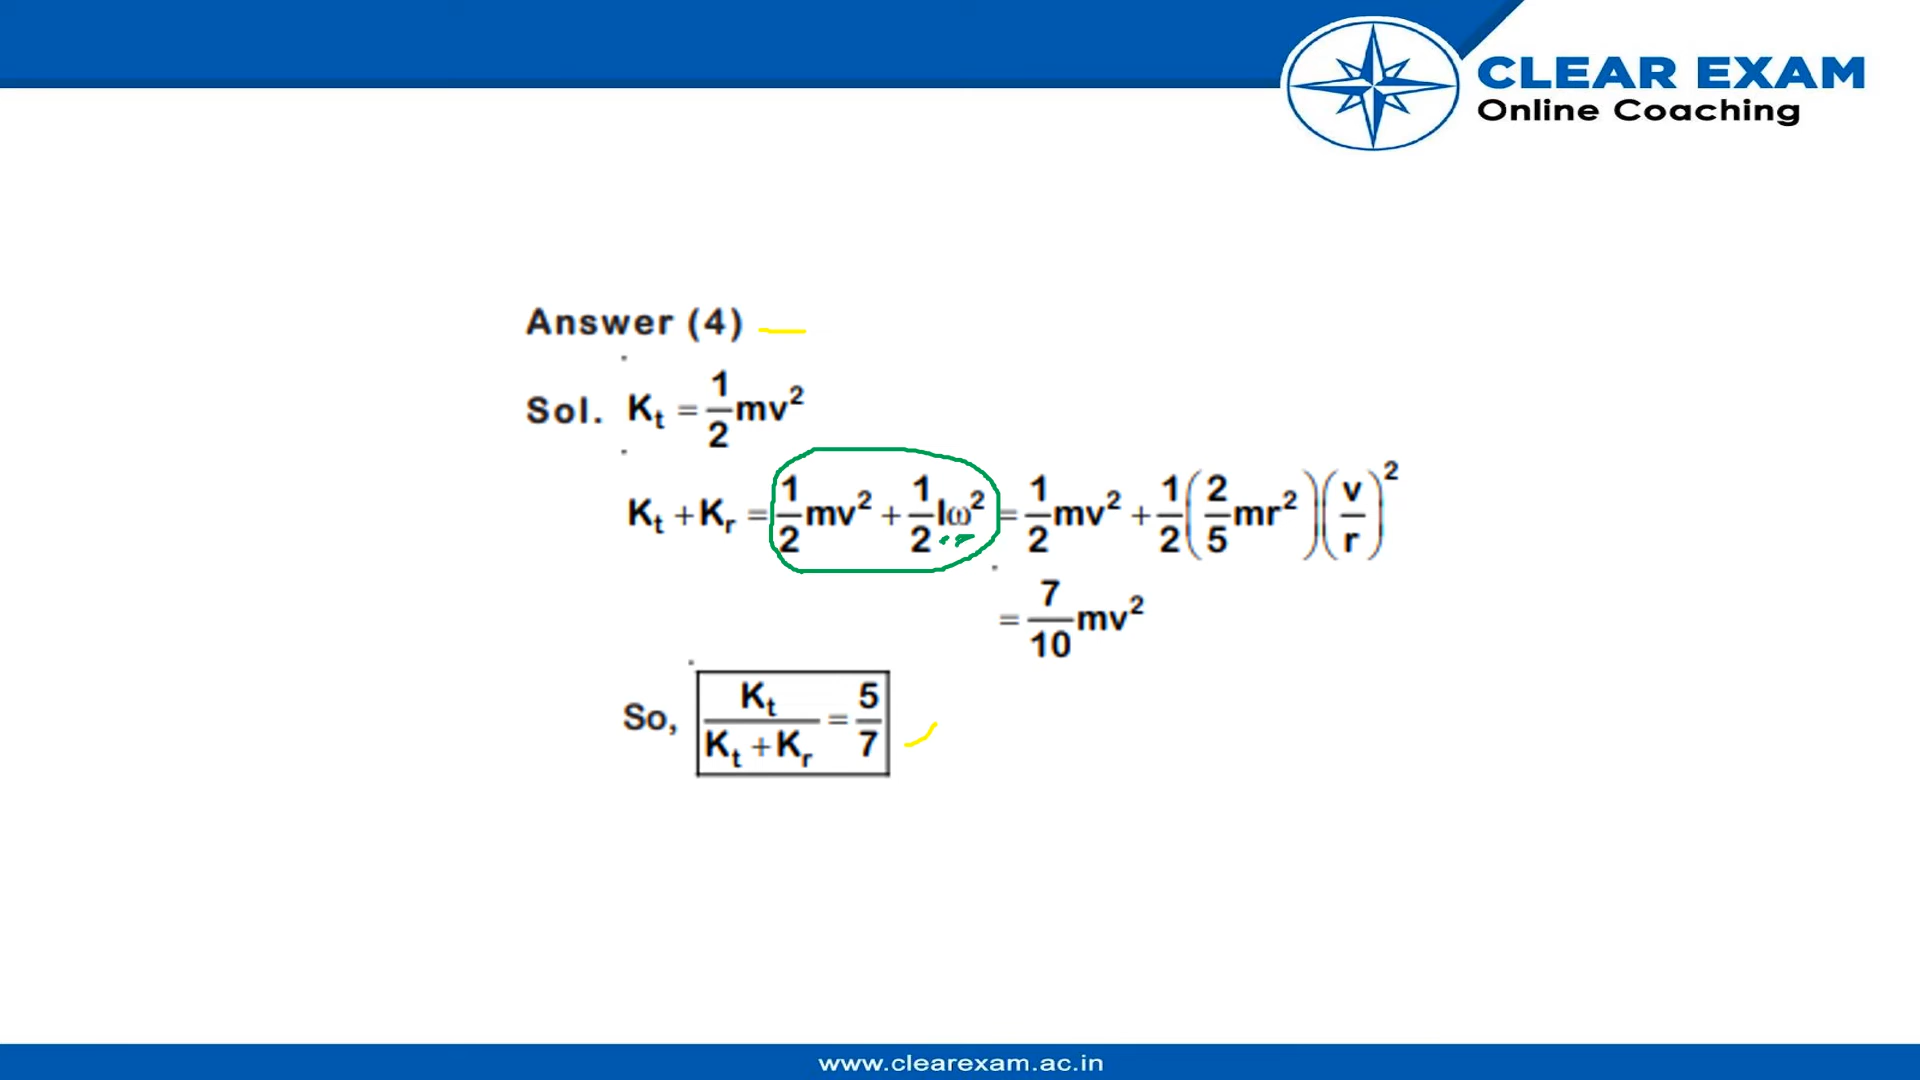 CLEAR EXAM
Online Coaching
Answer (4)
Sol. Kt = 1/2 mv²
Kt + Kr = 1/2 mv² + 1/2 Iω² = 1/2 mv² + 1/2 (2/5 mr²)(v/r)²
= 7/10 mv²
So, Kt/(Kt + Kr) = 5/7
www.clearexam.ac.in